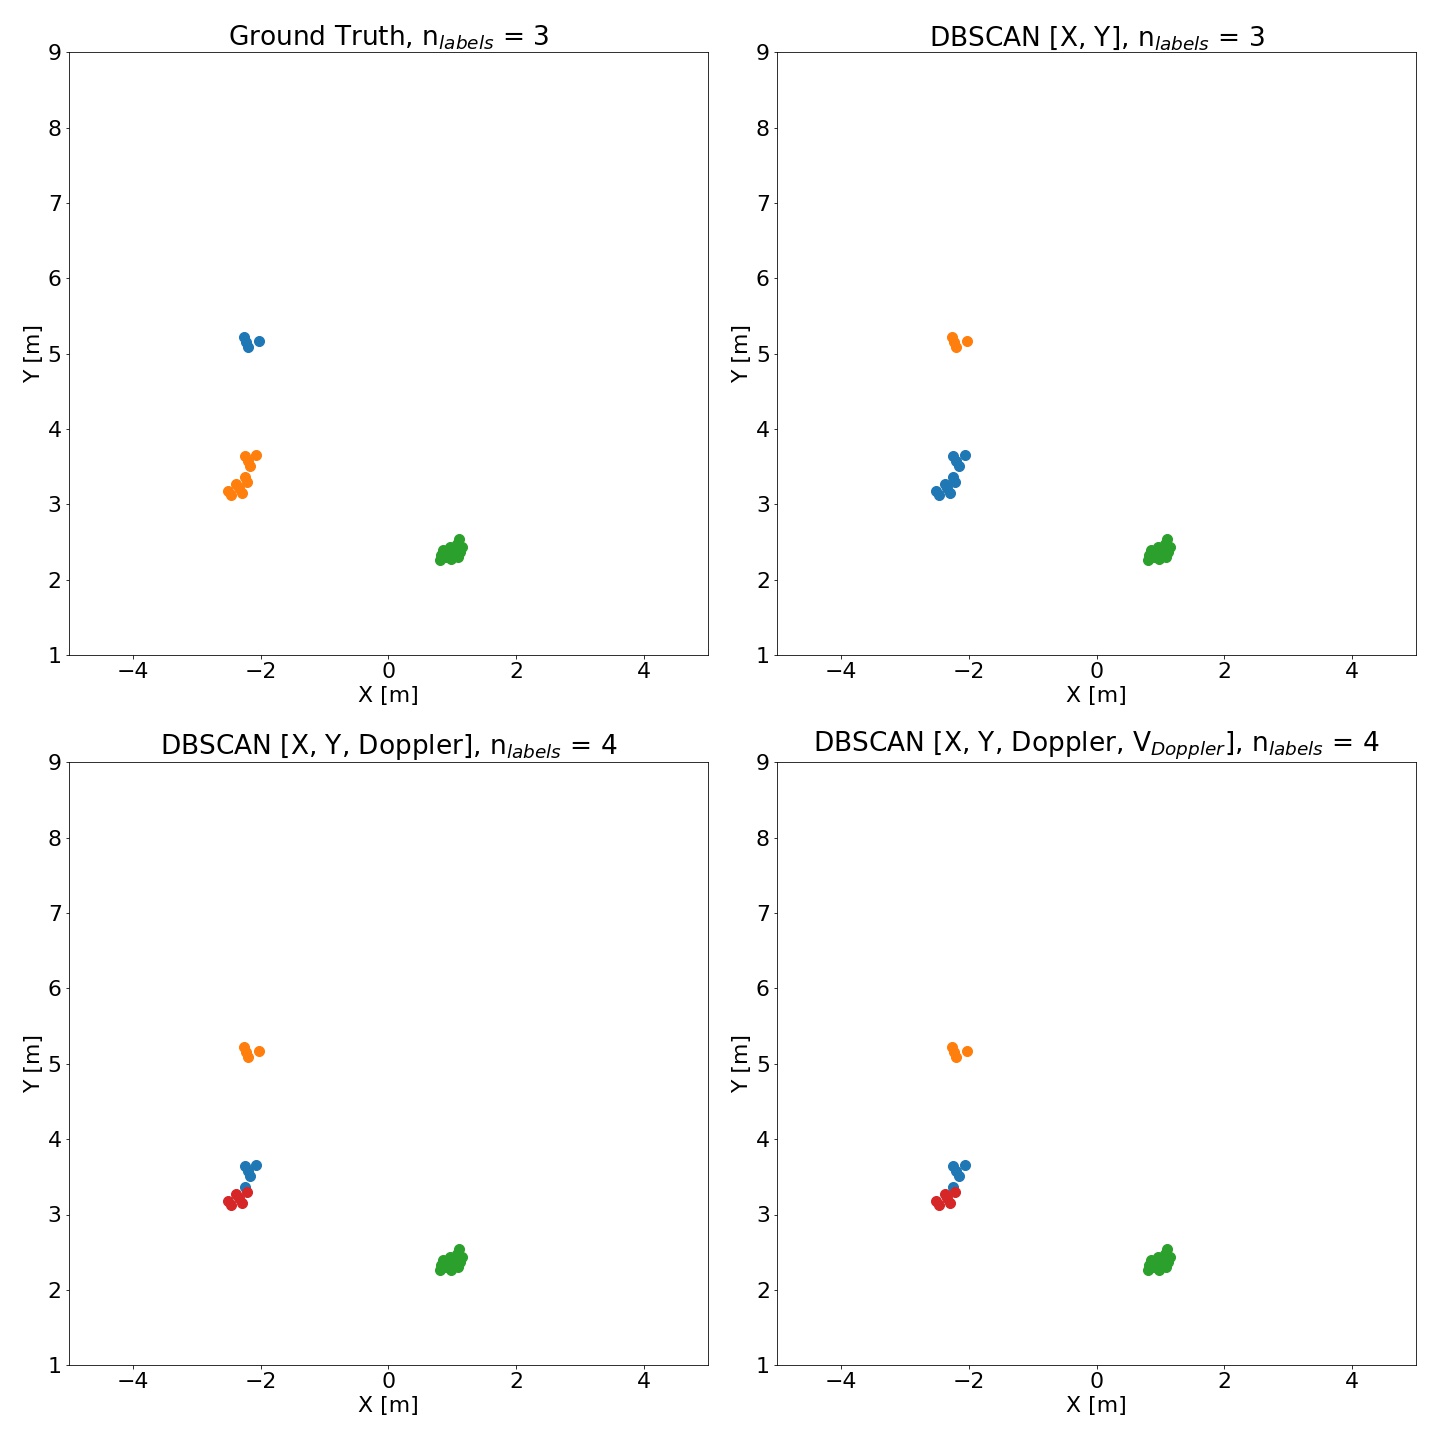 Ground Truth, n_labels = 3
9
8
7
6
5
4
3
2
1
Y [m]
−4 −2 0 2 4
X [m]
DBSCAN [X, Y], n_labels = 3
9
8
7
6
5
4
3
2
1
Y [m]
−4 −2 0 2 4
X [m]
DBSCAN [X, Y, Doppler], n_labels = 4
9
8
7
6
5
4
3
2
1
Y [m]
−4 −2 0 2 4
X [m]
DBSCAN [X, Y, Doppler, V_Doppler], n_labels = 4
9
8
7
6
5
4
3
2
1
Y [m]
−4 −2 0 2 4
X [m]